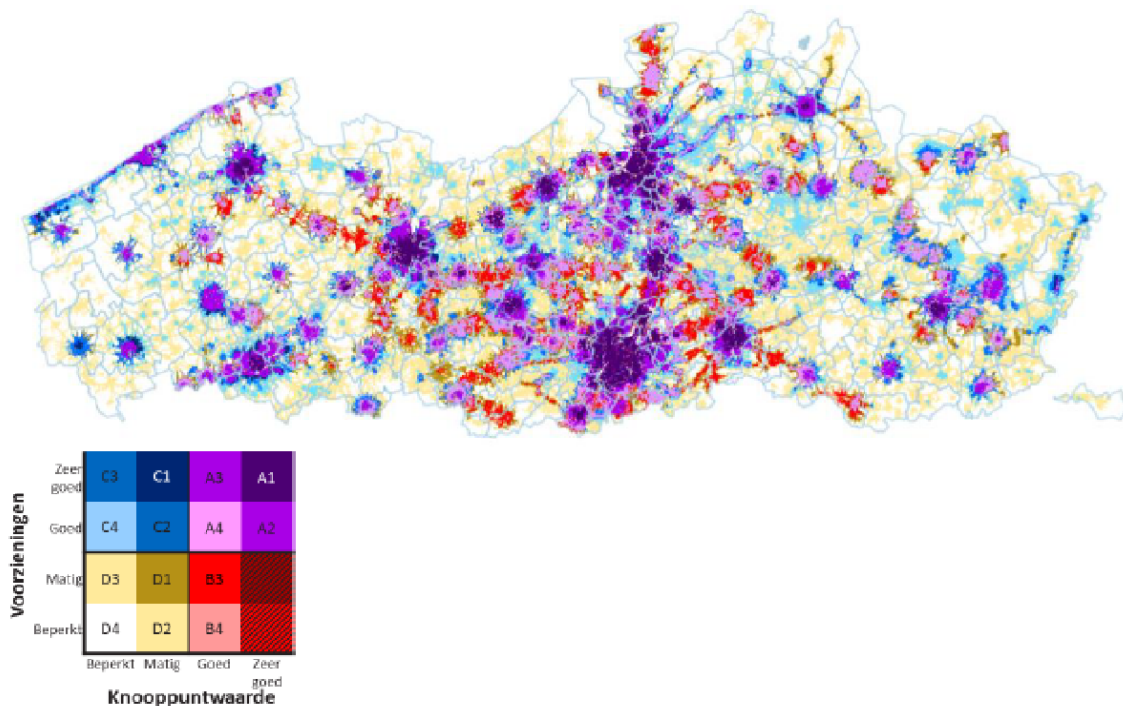 Voorzieningen
Zeer goed C3 C1 A3 A1
Goed C4 C2 A4 A2
Matig D3 D1 B3
Beperkt D4 D2 B4
Beperkt Matig Goed Zeer goed
Knooppuntwaarde